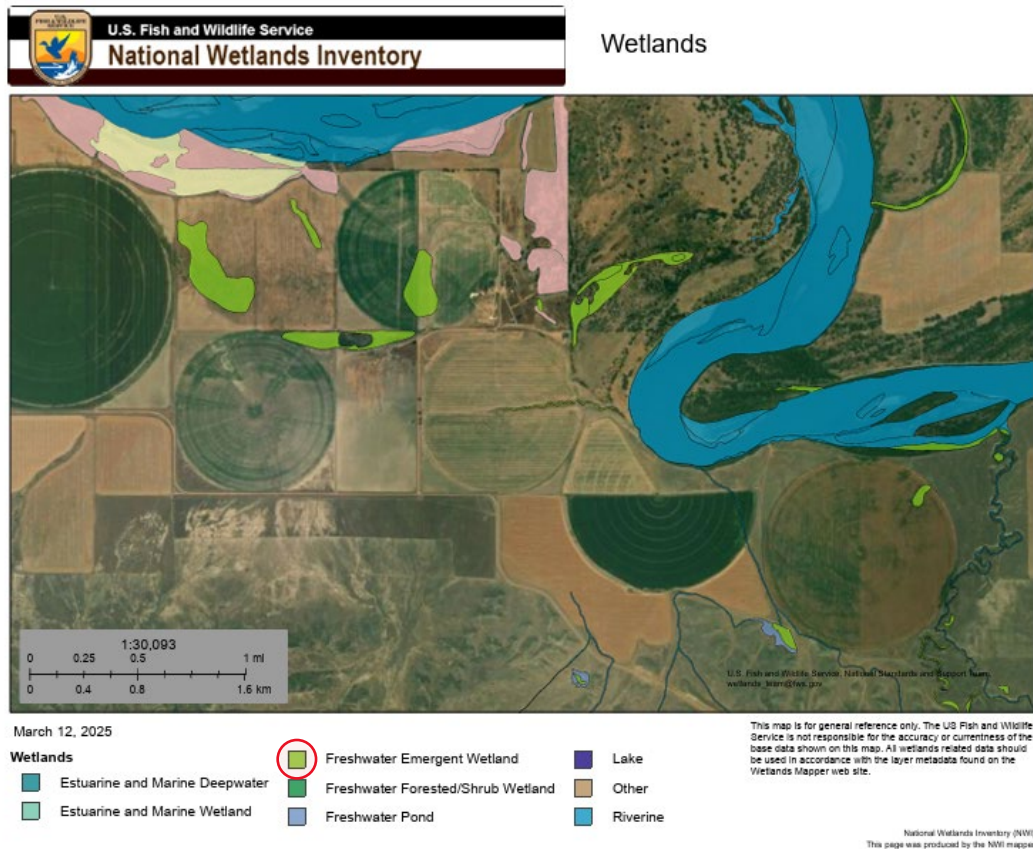 U.S.
FISH & WILDLIFE
SERVICE
U.S. Fish and Wildlife Service
National Wetlands Inventory
Wetlands
1:30,093
0 0.25 0.5 1 mi
0 0.4 0.8 1.6 km
U.S. Fish and Wildlife Service, National Standards and Support Team,
wetlands_team@fws.gov
March 12, 2025
Wetlands
Estuarine and Marine Deepwater
Estuarine and Marine Wetland
Freshwater Emergent Wetland
Freshwater Forested/Shrub Wetland
Freshwater Pond
Lake
Other
Riverine
This map is for general reference only. The US Fish and Wildlife
Service is not responsible for the accuracy or currentness of the
base data shown on this map. All wetlands related data should
be used in accordance with the layer metadata found on the
Wetlands Mapper web site.
National Wetlands Inventory (NWI)
This page was produced by the NWI mapper